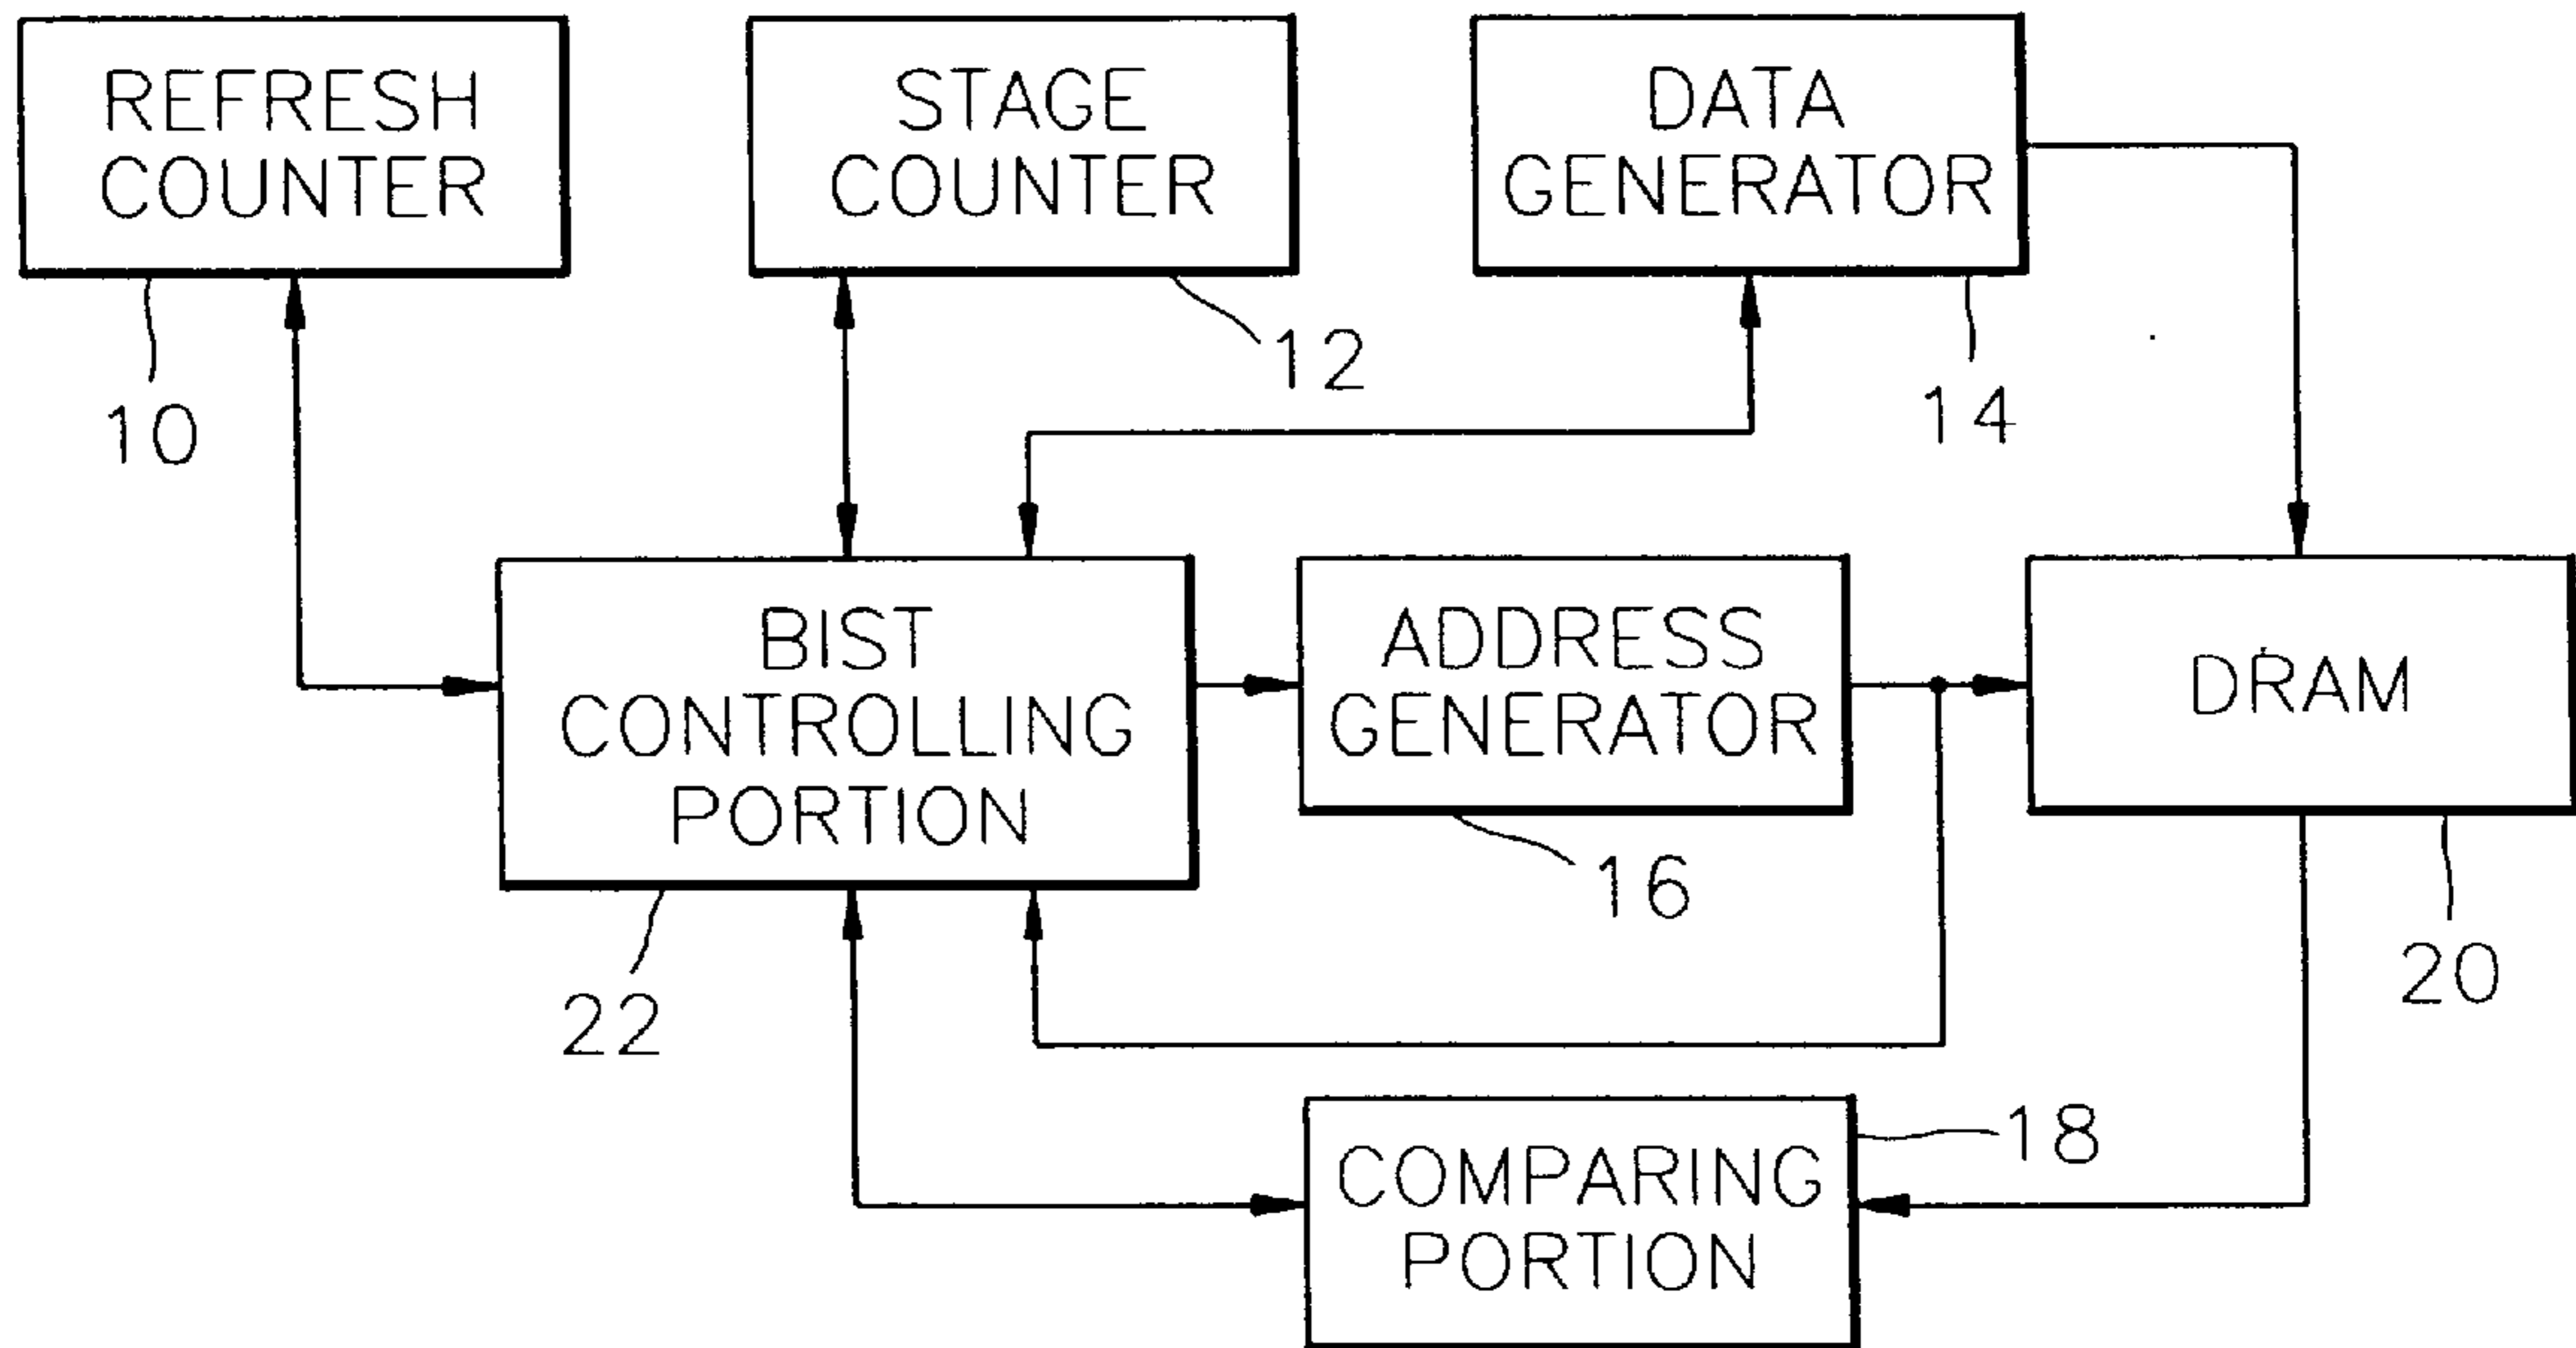 REFRESH
COUNTER
STAGE
COUNTER
DATA
GENERATOR
10
12
14
BIST
CONTROLLING
PORTION
ADDRESS
GENERATOR
DRAM
16
20
22
18
COMPARING
PORTION